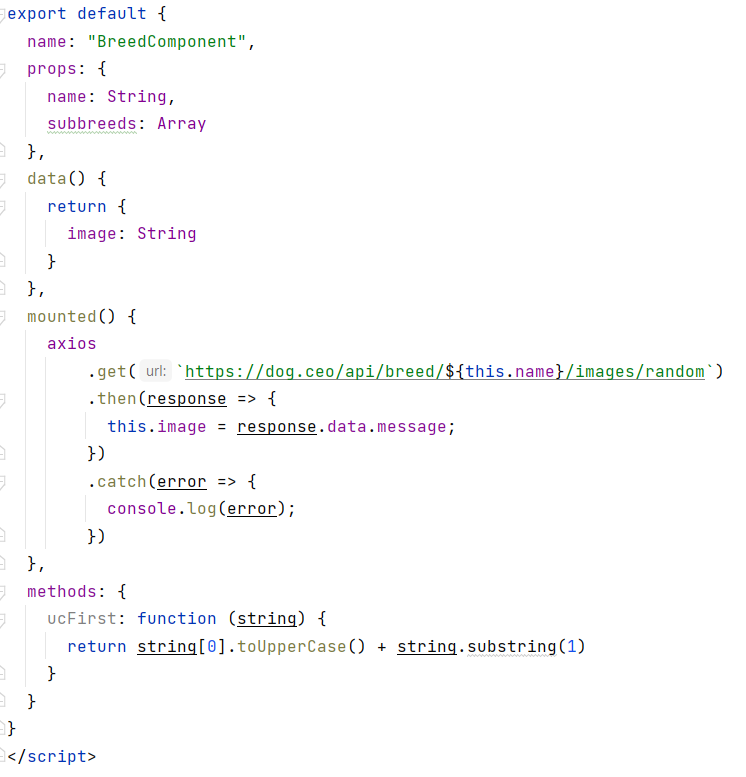 export default {
  name: "BreedComponent",
  props: {
    name: String,
    subbreeds: Array
  },
  data() {
    return {
      image: String
    }
  },
  mounted() {
    axios
        .get( url: `https://dog.ceo/api/breed/${this.name}/images/random`)
        .then(response => {
          this.image = response.data.message;
        })
        .catch(error => {
          console.log(error);
        })
  },
  methods: {
    ucFirst: function (string) {
      return string[0].toUpperCase() + string.substring(1)
    }
  }
}
</script>